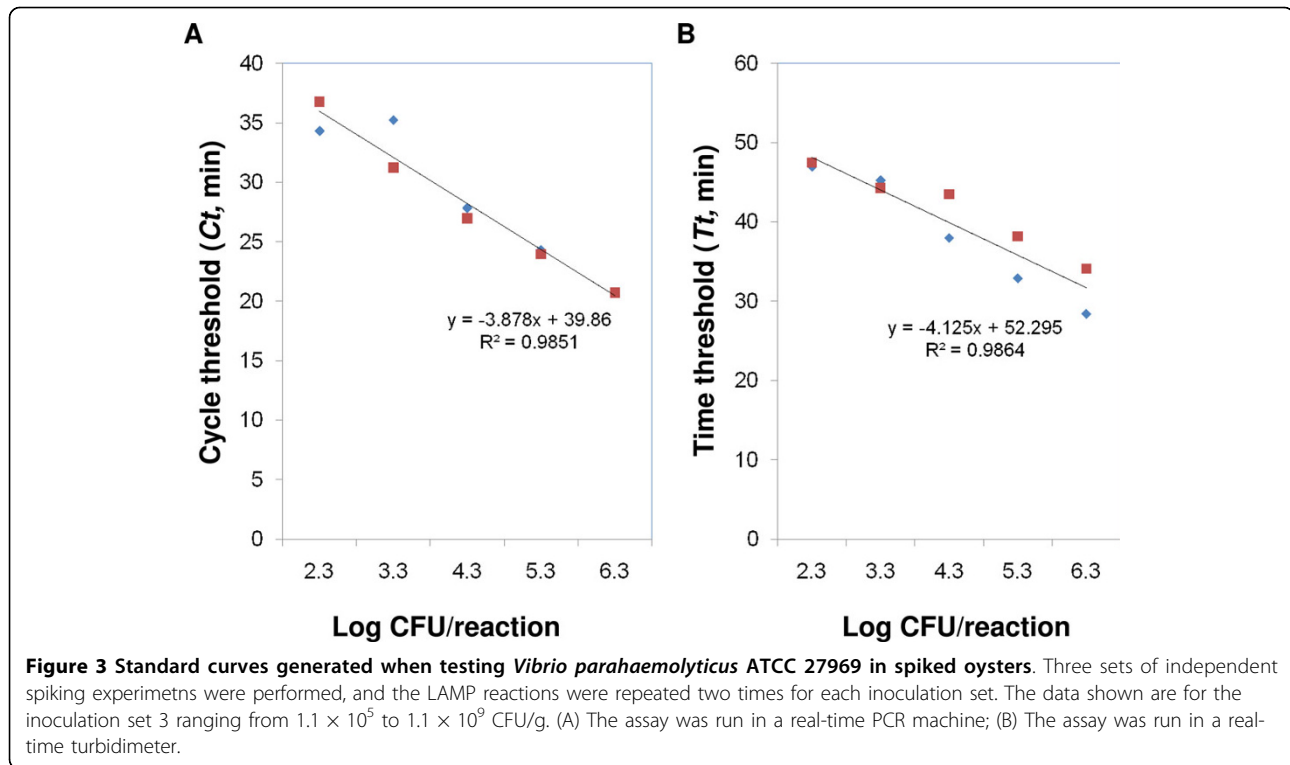 A
B
40
35
30
25
20
15
10
5
0
Cycle threshold (Ct, min)
y = -3.878x + 39.86
R² = 0.9851
2.3 3.3 4.3 5.3 6.3
Log CFU/reaction
60
50
40
30
20
10
0
Time threshold (Tt, min)
y = -4.125x + 52.295
R² = 0.9864
2.3 3.3 4.3 5.3 6.3
Log CFU/reaction
Figure 3 Standard curves generated when testing Vibrio parahaemolyticus ATCC 27969 in spiked oysters. Three sets of independent
spiking experimetns were performed, and the LAMP reactions were repeated two times for each inoculation set. The data shown are for the
inoculation set 3 ranging from 1.1 × 10⁵ to 1.1 × 10⁹ CFU/g. (A) The assay was run in a real-time PCR machine; (B) The assay was run in a real-
time turbidimeter.